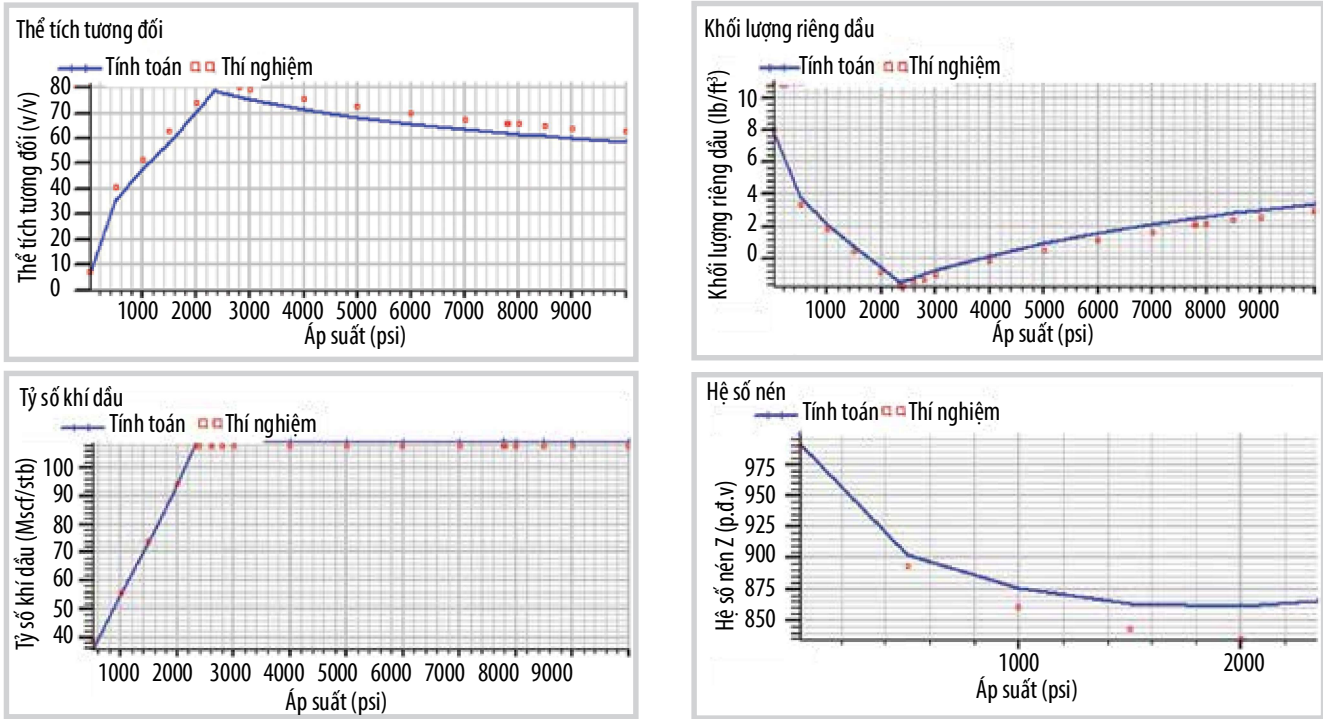 Thể tích tương đối
Tính toán Thí nghiệm
Thể tích tương đối (v/v)
80
70
60
50
40
30
20
10
0
1000 2000 3000 4000 5000 6000 7000 8000 9000
Áp suất (psi)
Khối lượng riêng dầu
Tính toán Thí nghiệm
Khối lượng riêng dầu (lb/ft³)
10
8
6
4
2
0
1000 2000 3000 4000 5000 6000 7000 8000 9000
Áp suất (psi)
Tỷ số khí dầu
Tính toán Thí nghiệm
Tỷ số khí dầu (Mscf/stb)
100
90
80
70
60
50
40
1000 2000 3000 4000 5000 6000 7000 8000 9000
Áp suất (psi)
Hệ số nén
Tính toán Thí nghiệm
Hệ số nén Z (p.đ.v)
975
950
925
900
875
850
1000 2000
Áp suất (psi)